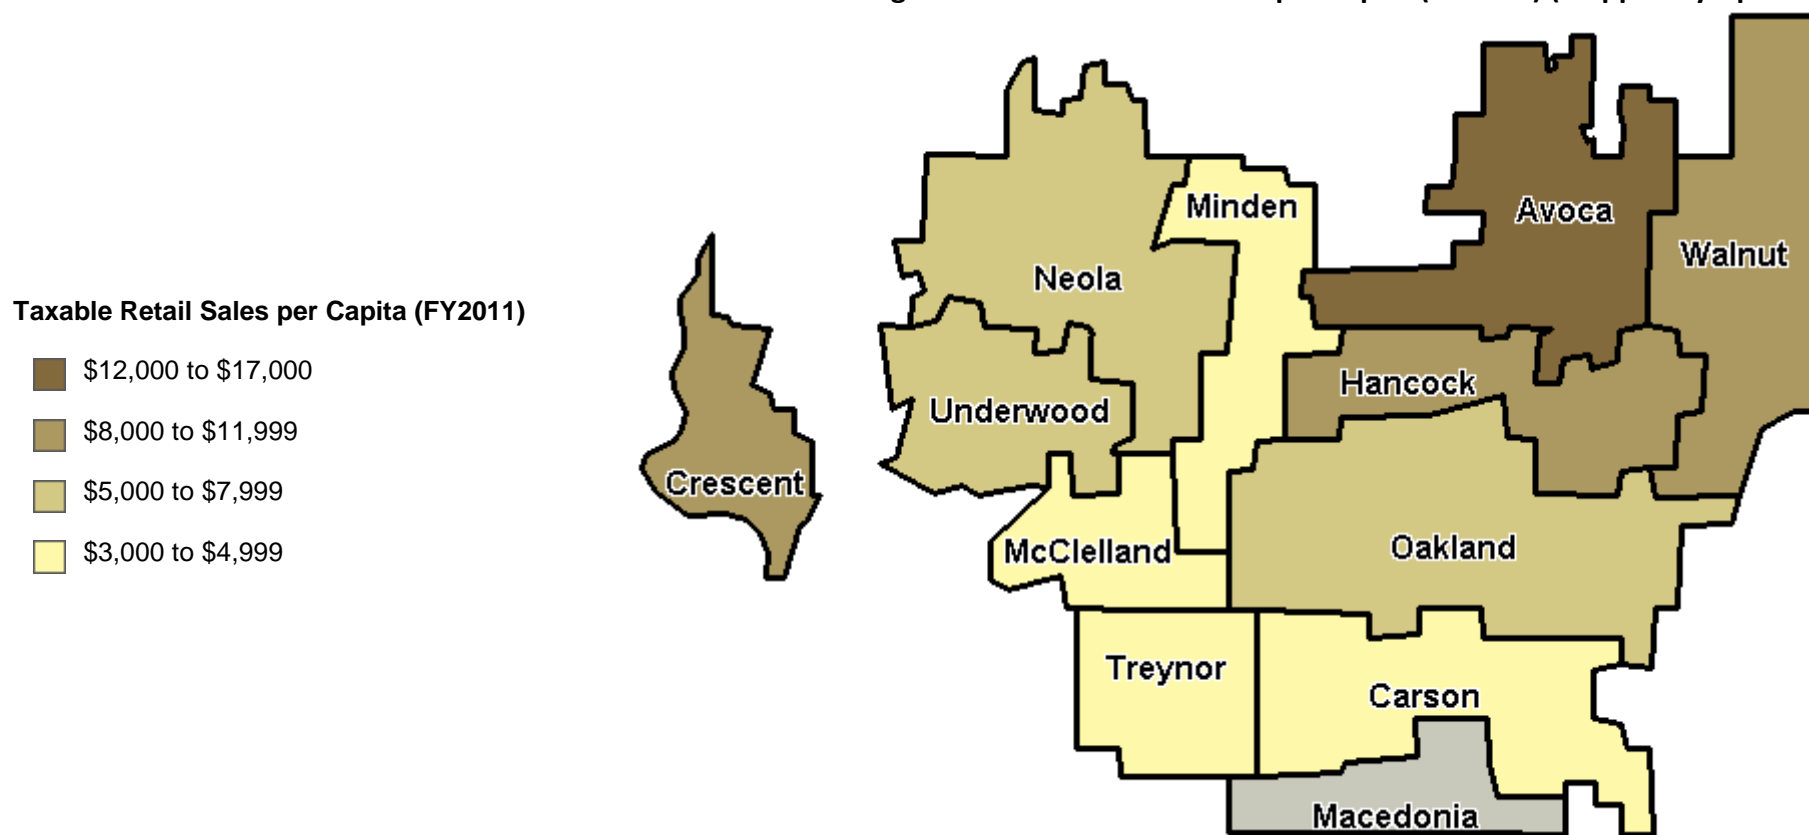 Taxable Retail Sales per Capita (FY2011)
$12,000 to $17,000
$8,000 to $11,999
$5,000 to $7,999
$3,000 to $4,999
Minden
Avoca
Walnut
Neola
Hancock
Underwood
Crescent
McClelland
Oakland
Treynor
Carson
Macedonia